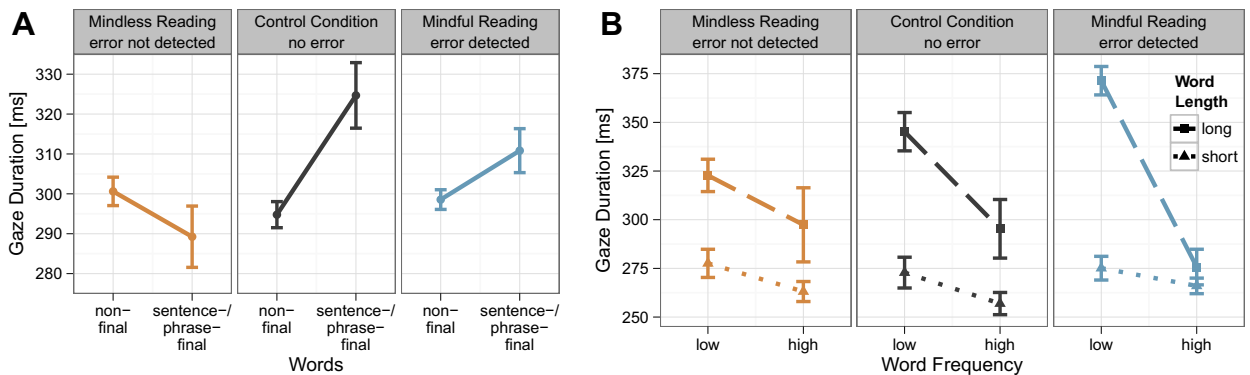 A
Mindless Reading
error not detected
Control Condition
no error
Mindful Reading
error detected
Gaze Duration [ms]
330
320
310
300
290
280
non−
final
sentence−/
phrase−
final
non−
final
sentence−/
phrase−
final
non−
final
sentence−/
phrase−
final
Words
B
Mindless Reading
error not detected
Control Condition
no error
Mindful Reading
error detected
Gaze Duration [ms]
375
350
325
300
275
250
Word
Length
long
short
low
high
low
high
low
high
Word Frequency